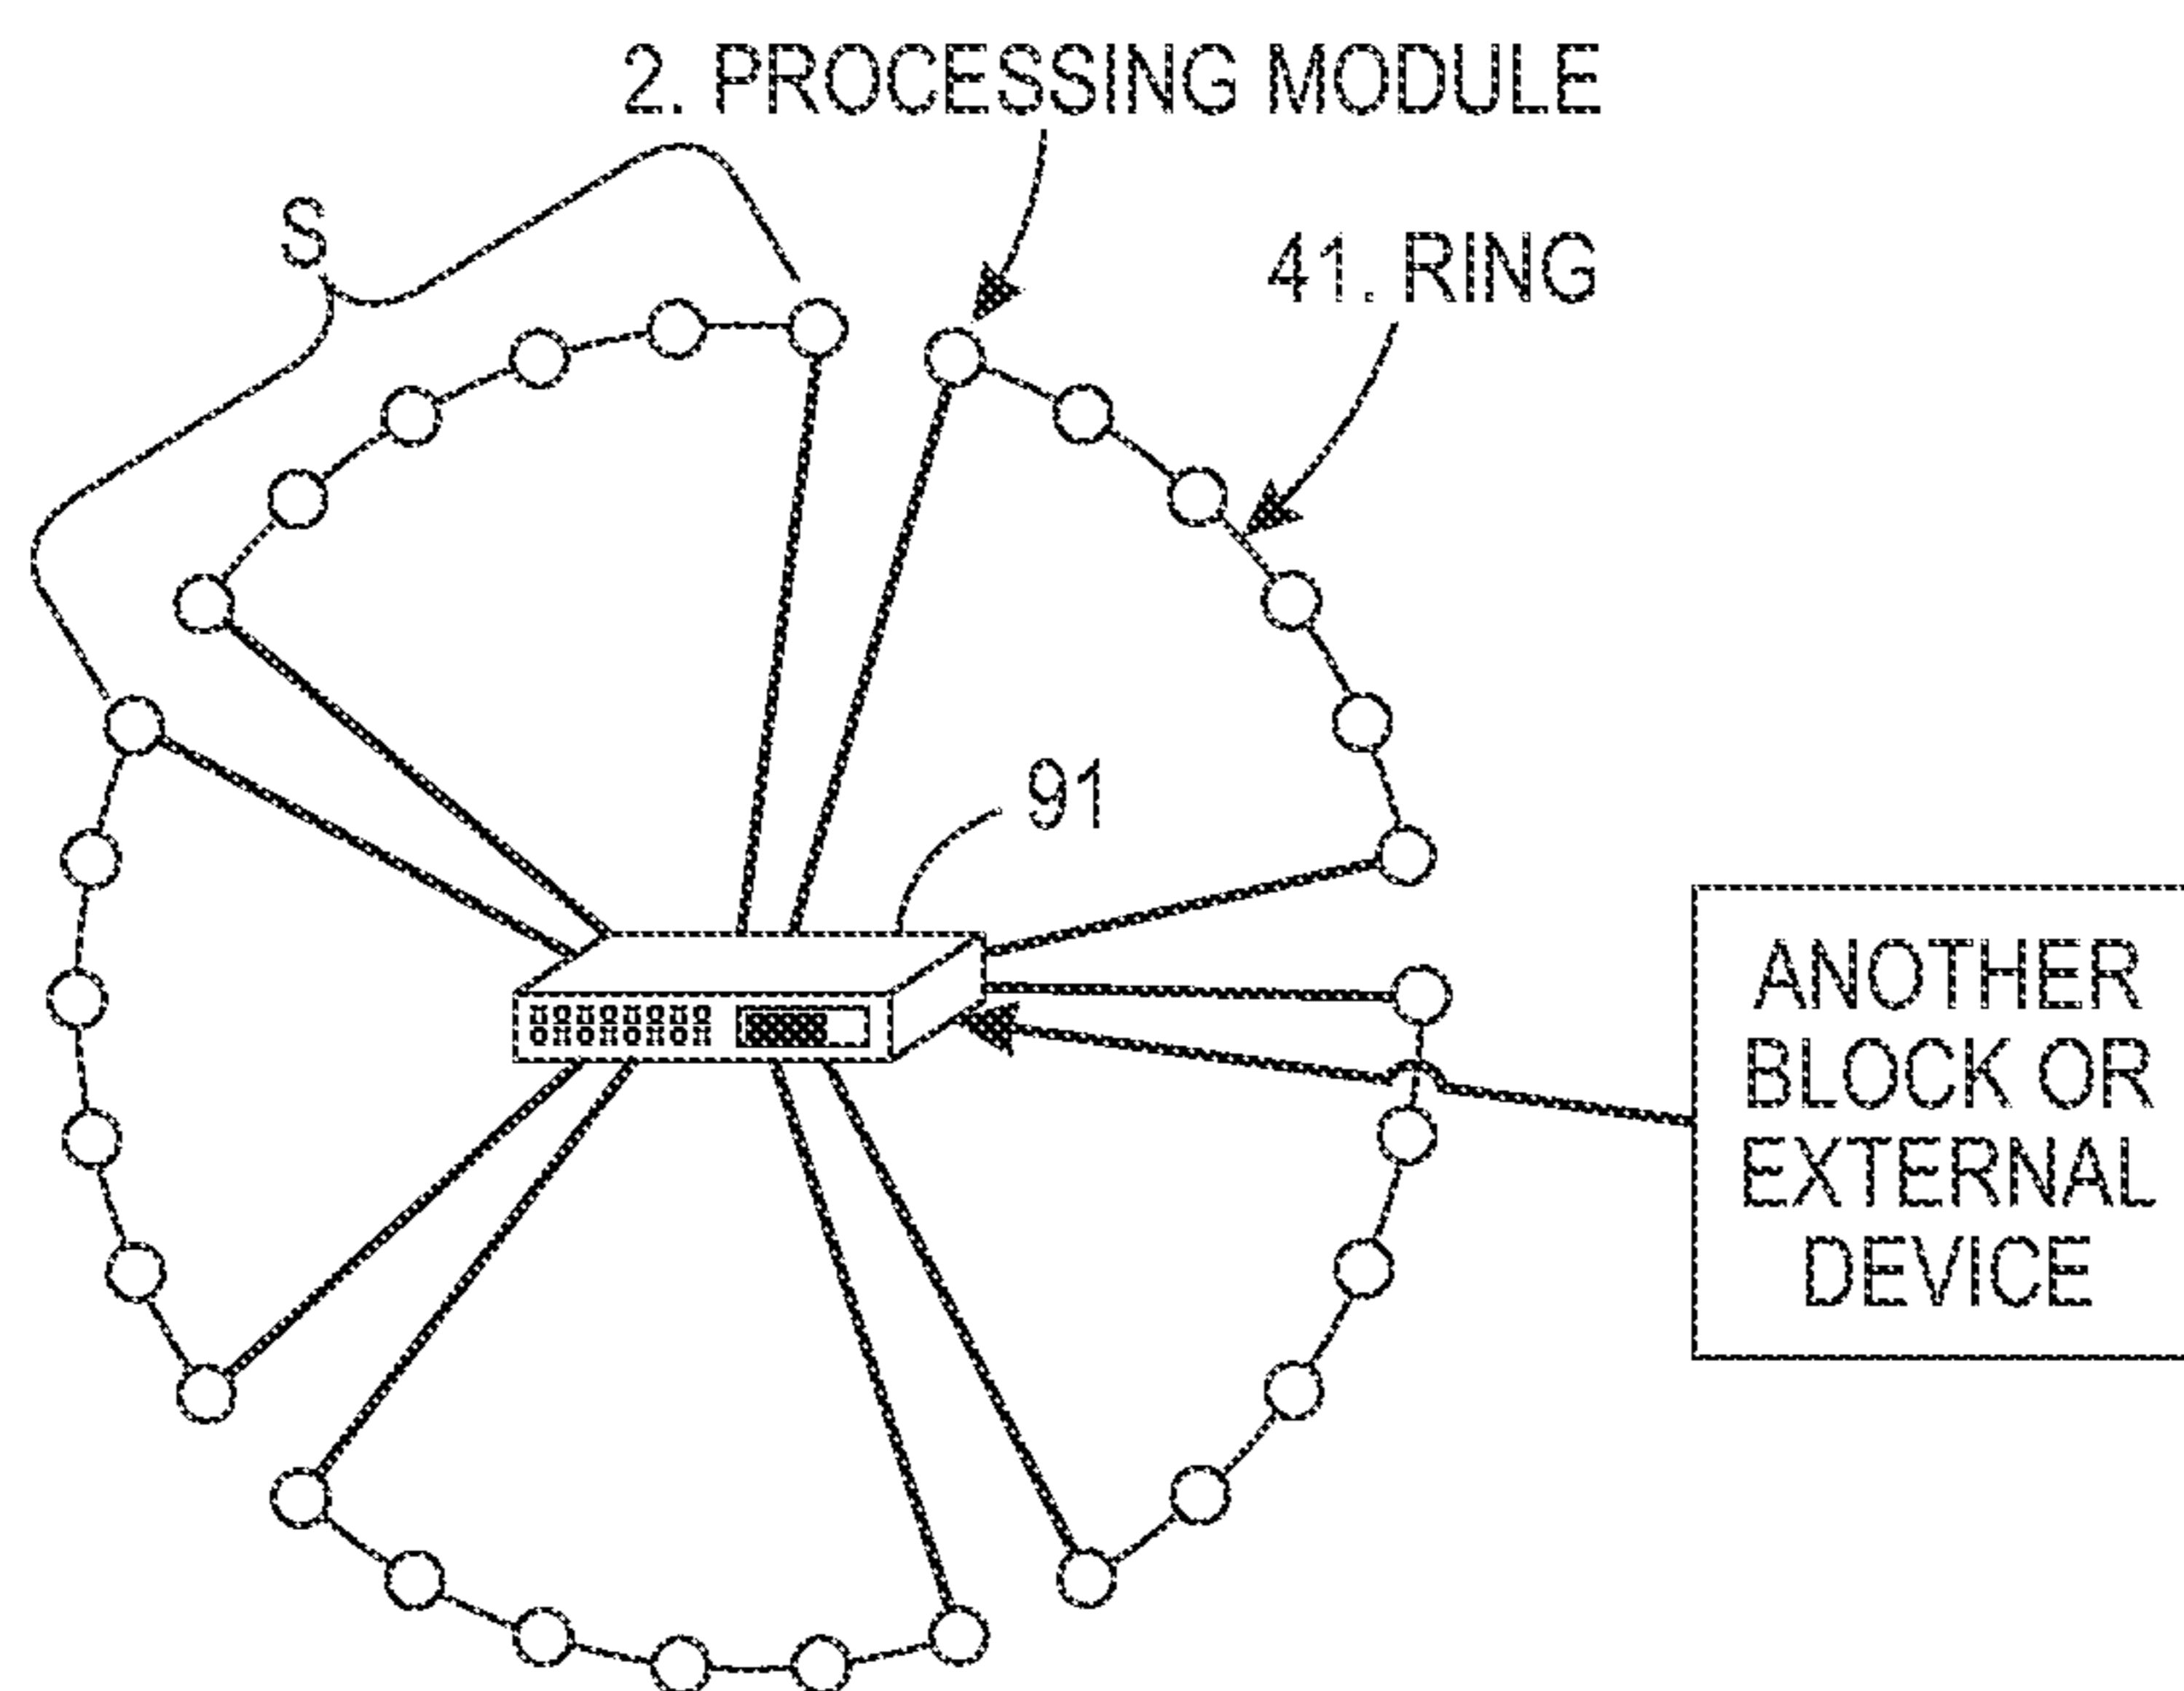 2. PROCESSING MODULE
S
41. RING
91
ANOTHER
BLOCK OR
EXTERNAL
DEVICE